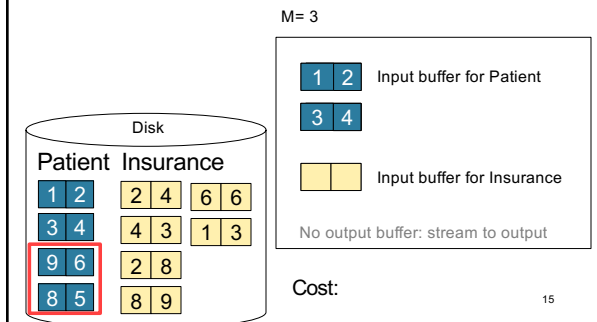 M= 3
1 2 Input buffer for Patient
3 4
Input buffer for Insurance
No output buffer: stream to output
Disk
Patient Insurance
1 2 2 4 6 6
3 4 4 3 1 3
9 6 2 8
8 5 8 9
Cost:
15